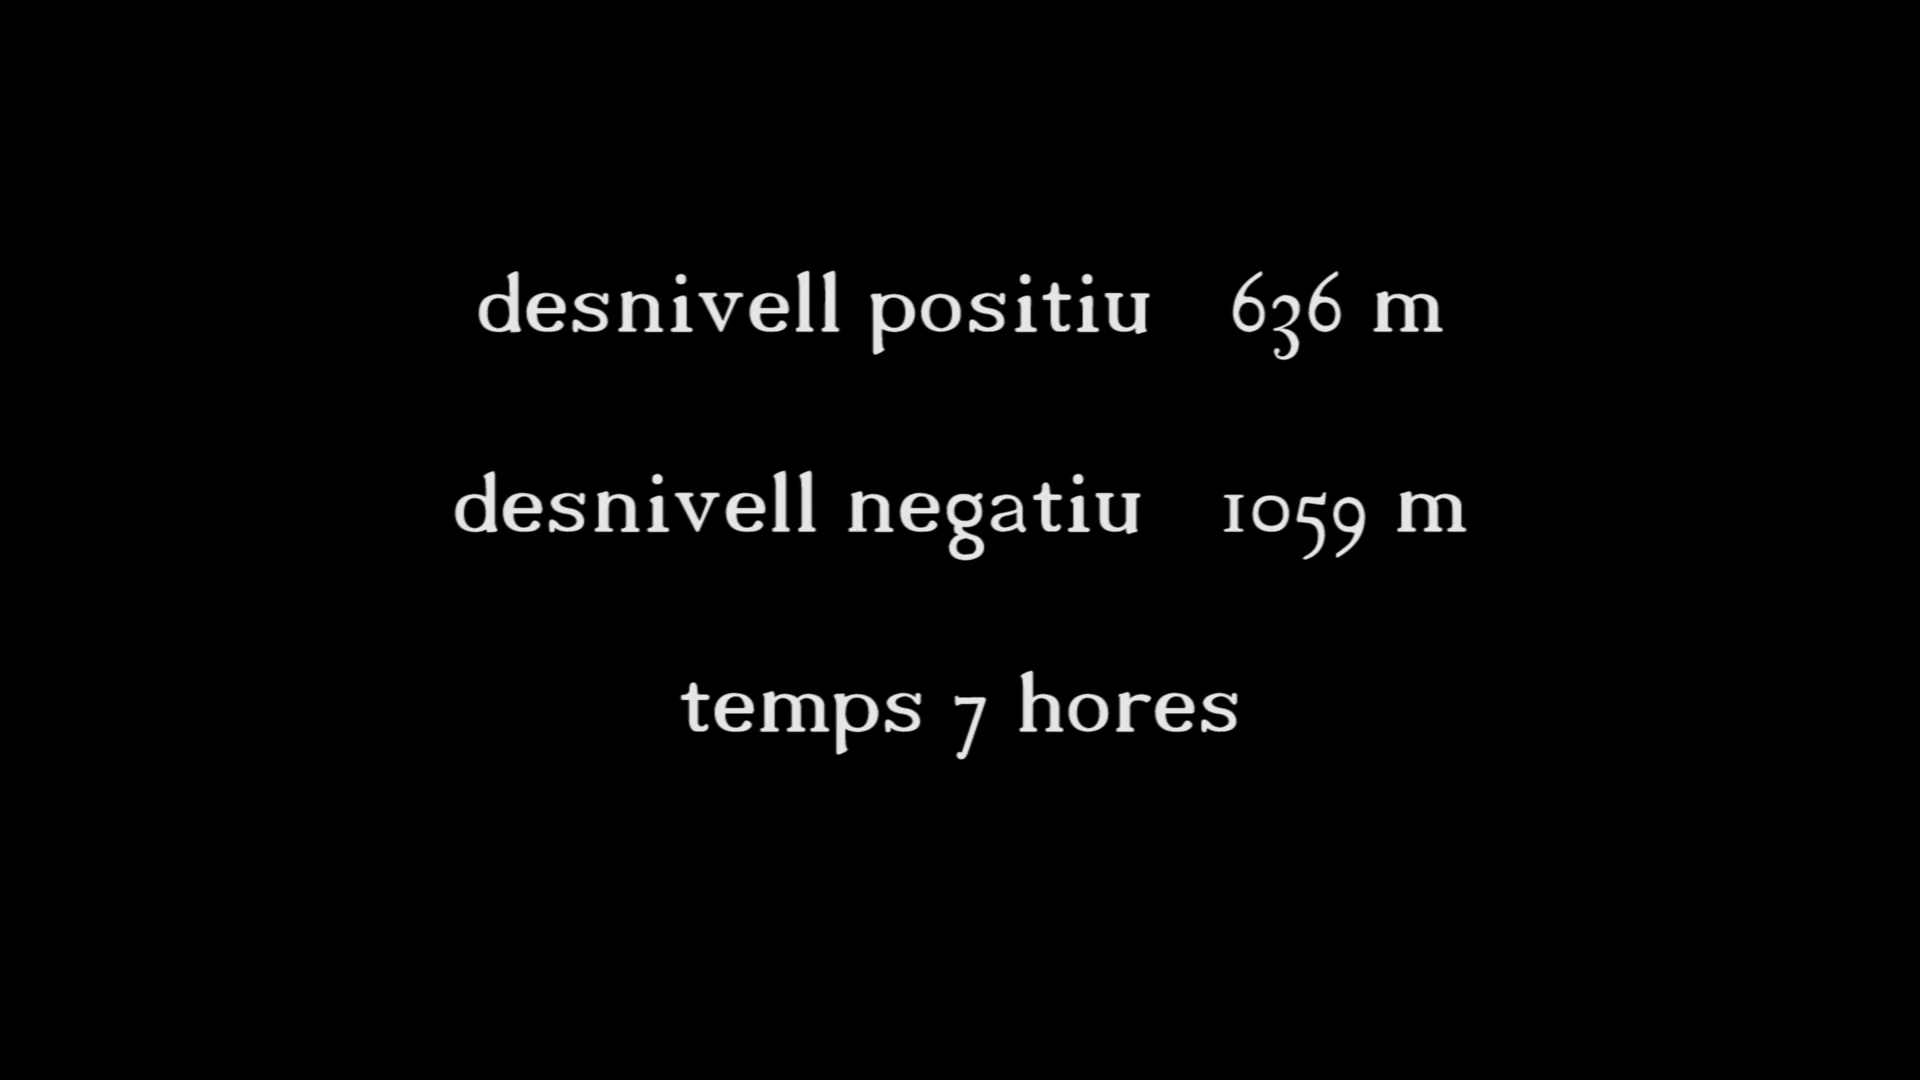 desnivell positiu 636 m
desnivell negatiu 1059 m
temps 7 hores